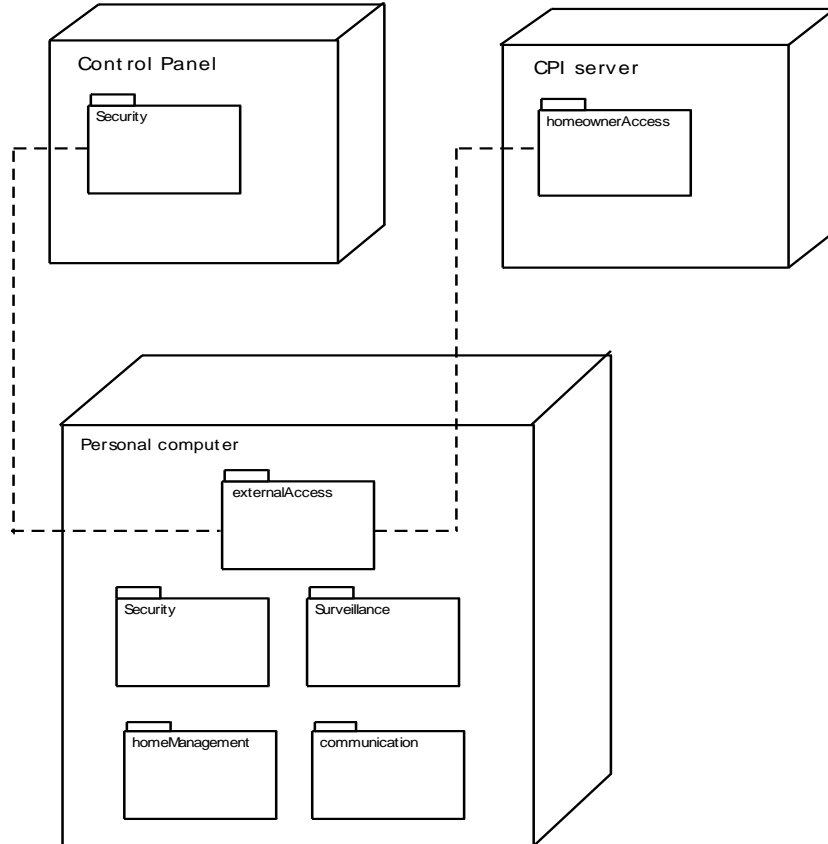 Control Panel
Security
CPI server
homeownerAccess
Personal computer
externalAccess
Security
Surveillance
homeManagement
communication